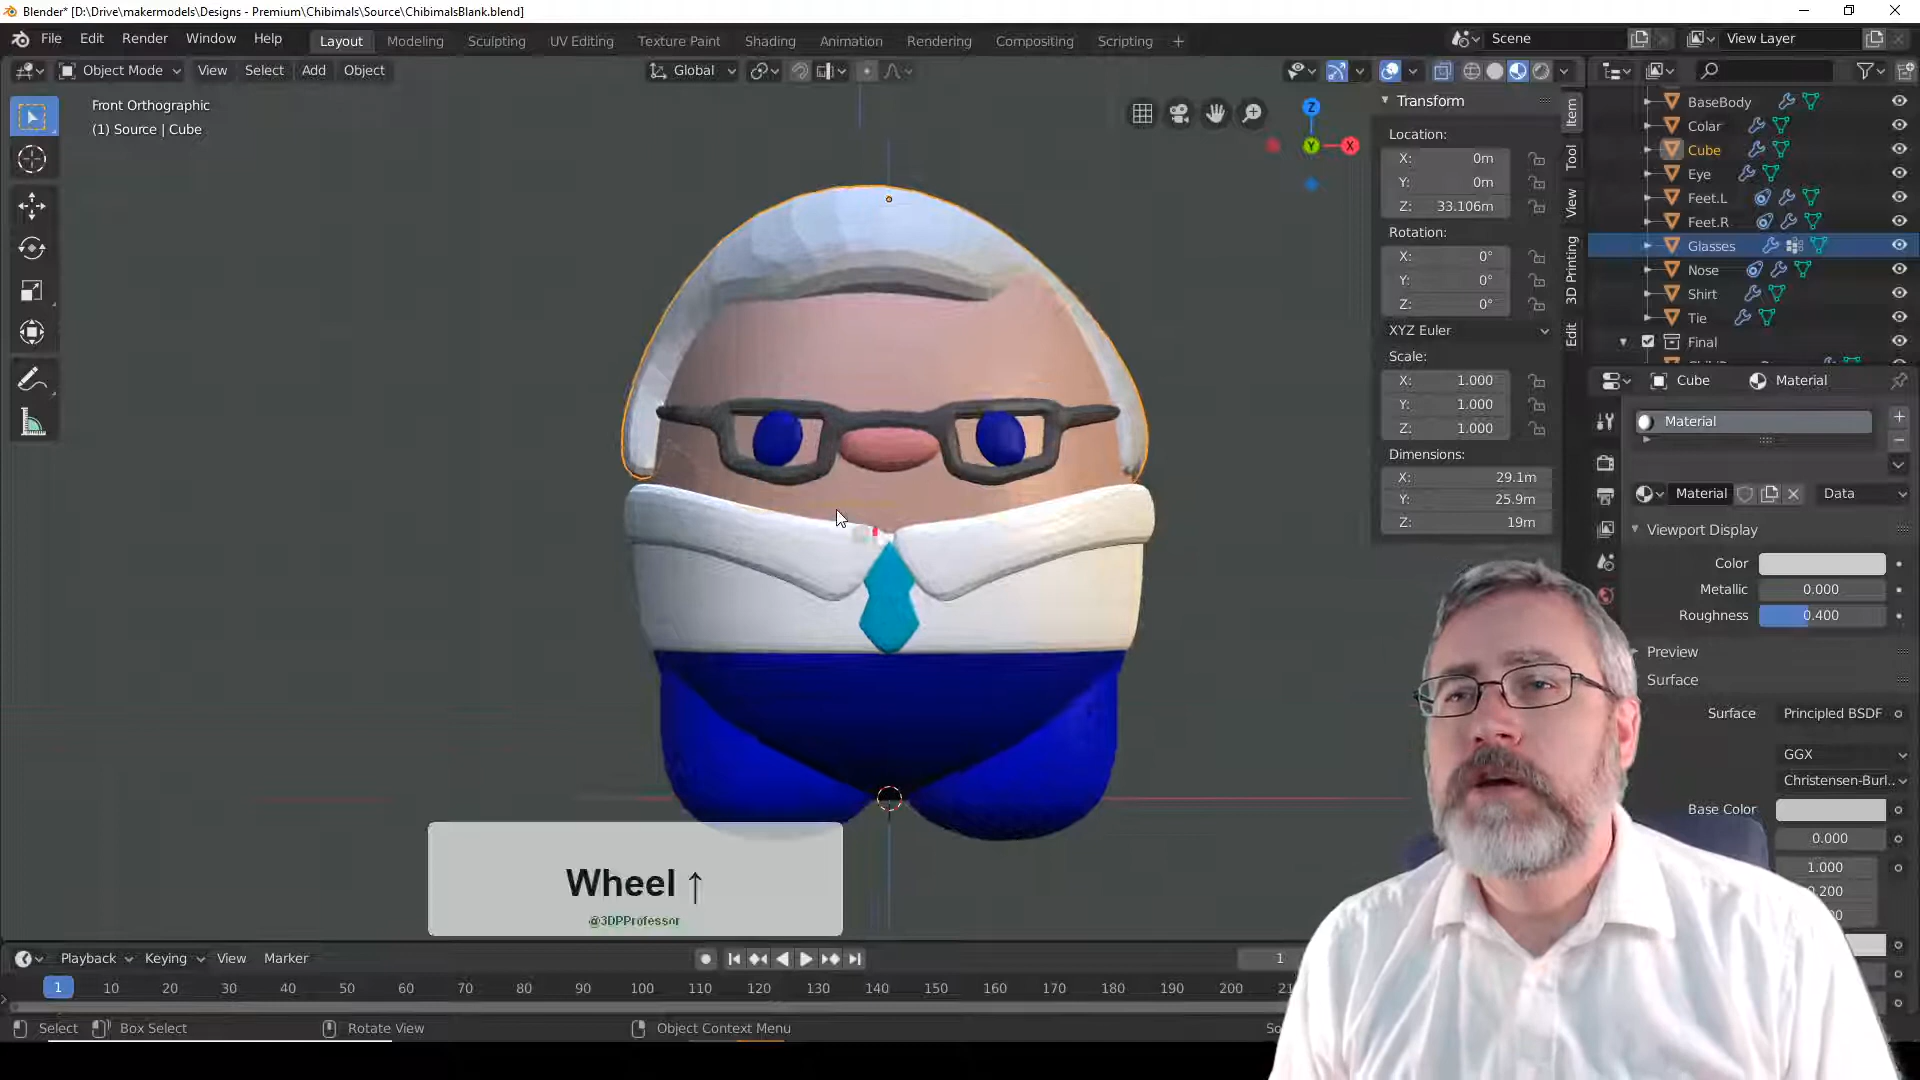 Blender* [D:\Drive\makermodels\Designs - Premium\Chibimals\Source\ChibimalsBlank.blend]
File Edit Render Window Help Layout Modeling Sculpting UV Editing Texture Paint Shading Animation Rendering Compositing Scripting + Scene View Layer
Object Mode View Select Add Object Global
Front Orthographic
(1) Source | Cube
Z
Y
X
Transform
Location:
X: 0m
Y: 0m
Z: 33.106m
Rotation:
X: 0°
Y: 0°
Z: 0°
XYZ Euler
Scale:
X: 1.000
Y: 1.000
Z: 1.000
Dimensions:
X: 29.1m
Y: 25.9m
Z: 19m
Item
Tool
View
3D Printing
Edit
BaseBody
Colar
Cube
Eye
Feet.L
Feet.R
Glasses
Nose
Shirt
Tie
Final
Cube Material
Material
Material Data
Viewport Display
Color
Metallic 0.000
Roughness 0.400
Preview
Surface
Surface Principled BSDF
GGX
Christensen-Burl..
Base Color
0.000
1.000
0.200
Wheel ↑
@3DPProfessor
Playback Keying View Marker 1
1 10 20 30 40 50 60 70 80 90 100 110 120 130 140 150 160 170 180 190 200
Select Box Select Rotate View Object Context Menu